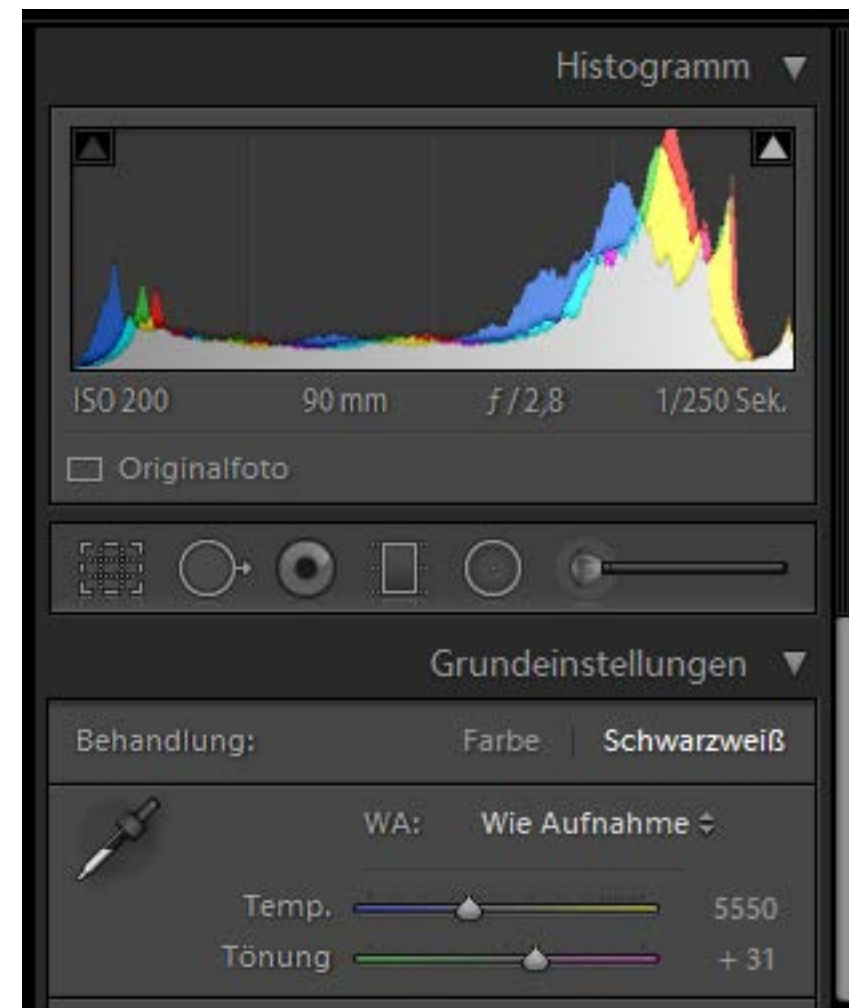 Histogramm
ISO 200 90 mm ƒ / 2,8 1/250 Sek.
Originalfoto
Grundeinstellungen
Behandlung: Farbe Schwarzweiß
WA: Wie Aufnahme
Temp. 5550
Tönung + 31